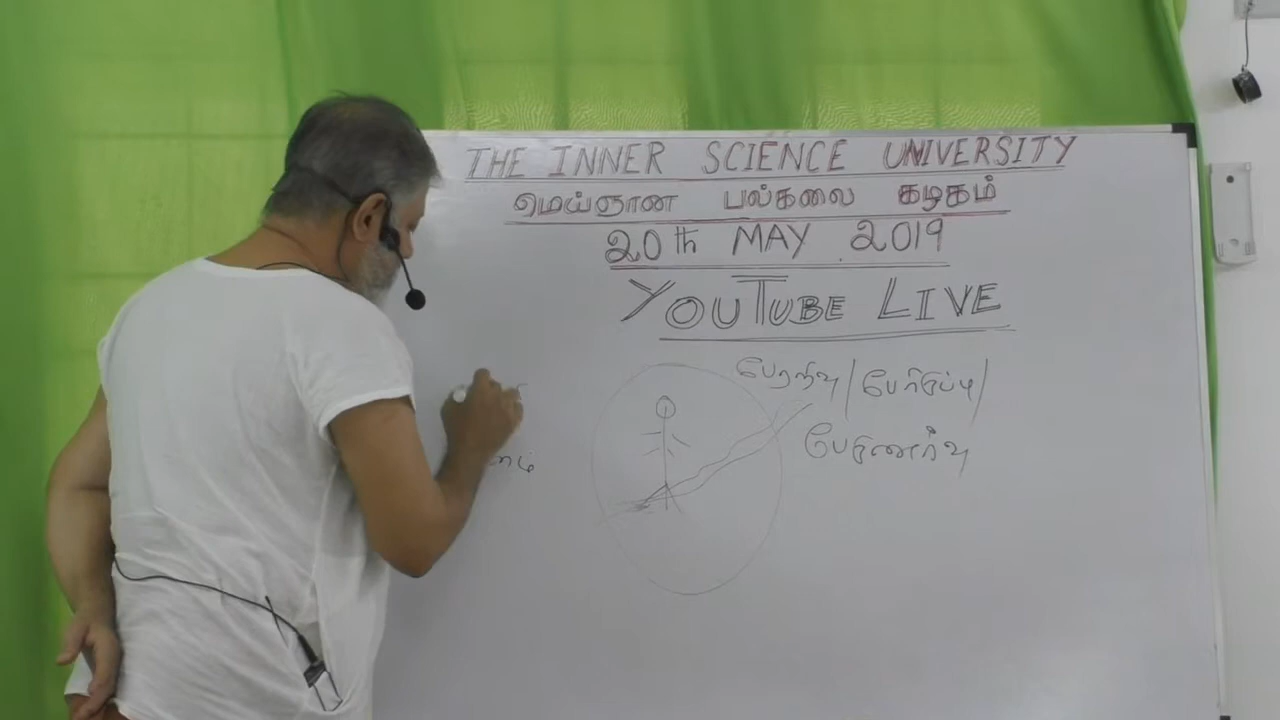 THE INNER SCIENCE UNIVERSITY
மெய்ஞான பல்கலை கழகம்
20th MAY 2019
YOUTUBE LIVE
பேரறிவு / பேரிருப்பு /
பேருணர்வு